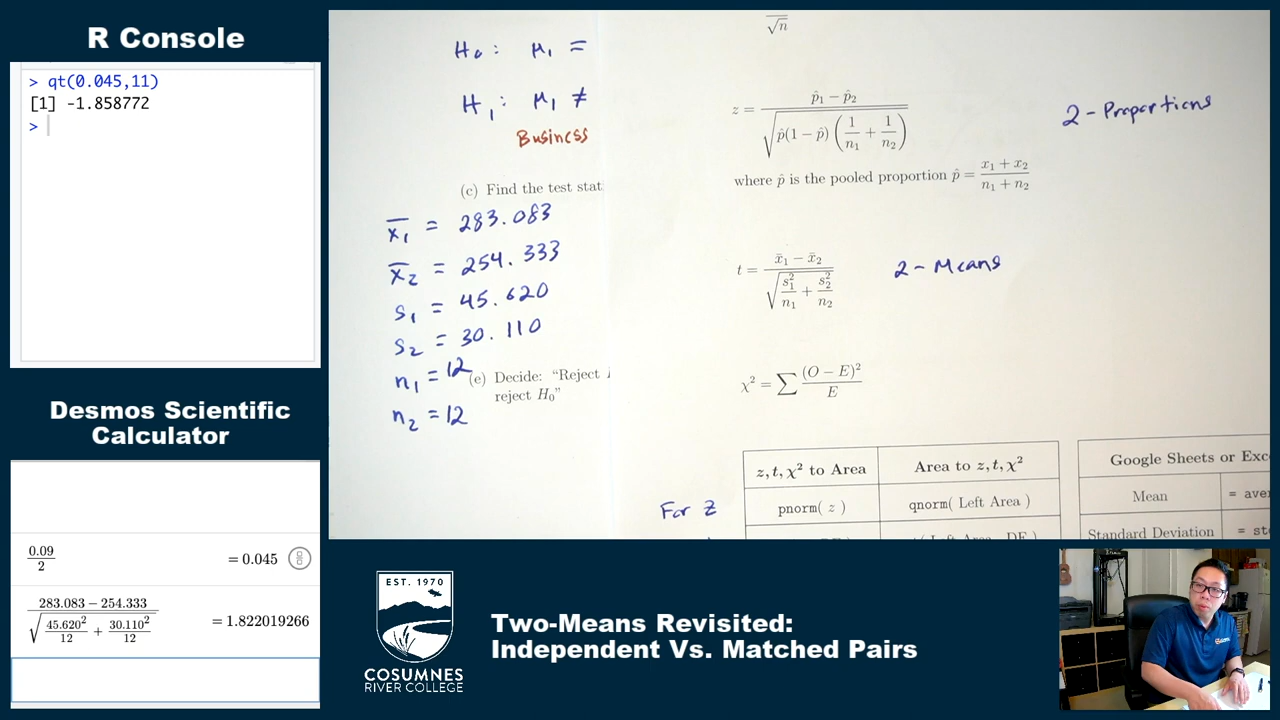 R Console
> qt(0.045,11)
[1] -1.858772
>
Desmos Scientific
Calculator
0.09/2 = 0.045
(283.083 − 254.333)/√(45.620²/12 + 30.110²/12) = 1.822019266
H₀ : μ₁ =
H₁ : μ₁ ≠
Business
(c) Find the test stat
x̄₁ = 283.083
x̄₂ = 254.333
s₁ = 45.620
s₂ = 30.110
n₁ = 12
n₂ = 12
(e) Decide: “Reject
reject H₀”
√n
z = (p̂₁ − p̂₂)/√(p̂(1 − p̂)(1/n₁ + 1/n₂))
2 - Proportions
where p̂ is the pooled proportion p̂ = (x₁ + x₂)/(n₁ + n₂)
t = (x̄₁ − x̄₂)/√(s₁²/n₁ + s₂²/n₂)
2 - Means
χ² = ∑ (O − E)²/E
z, t, χ² to Area
Area to z, t, χ²
For z
pnorm( z )
qnorm( Left Area )
Google Sheets or Exc
Mean
= ave
Standard Deviation
= st
EST. 1970
COSUMNES
RIVER COLLEGE
Two-Means Revisited:
Independent Vs. Matched Pairs